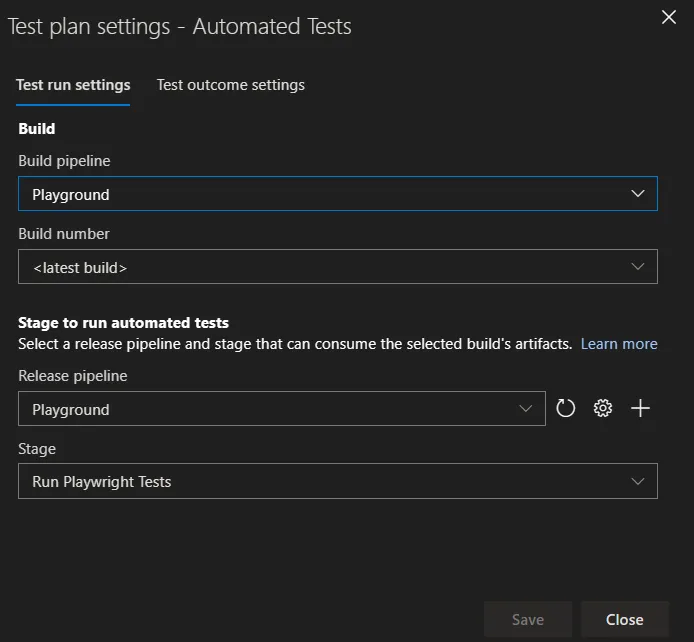 Test plan settings - Automated Tests
Test run settings Test outcome settings
Build
Build pipeline
Playground
Build number
<latest build>
Stage to run automated tests
Select a release pipeline and stage that can consume the selected build's artifacts. Learn more
Release pipeline
Playground
Stage
Run Playwright Tests
Save Close